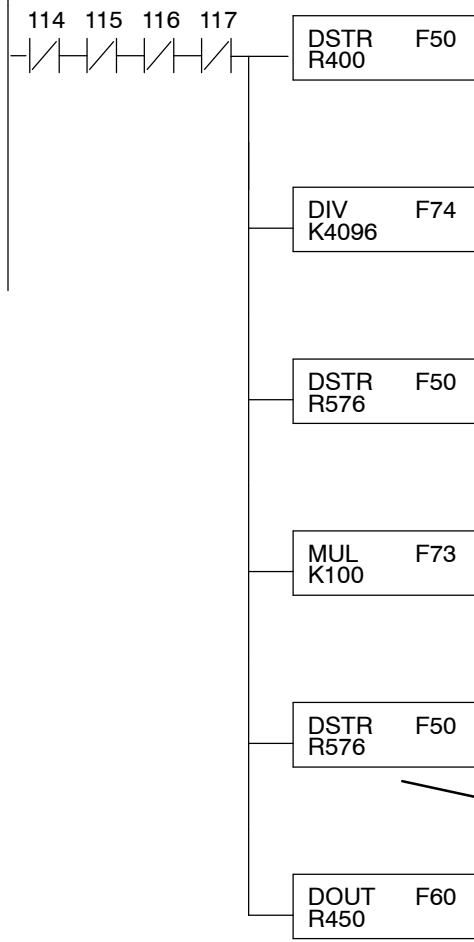 114 115 116 117
DSTR F50
R400
DIV F74
K4096
DSTR F50
R576
MUL F73
K100
DSTR F50
R576
DOUT F60
R450